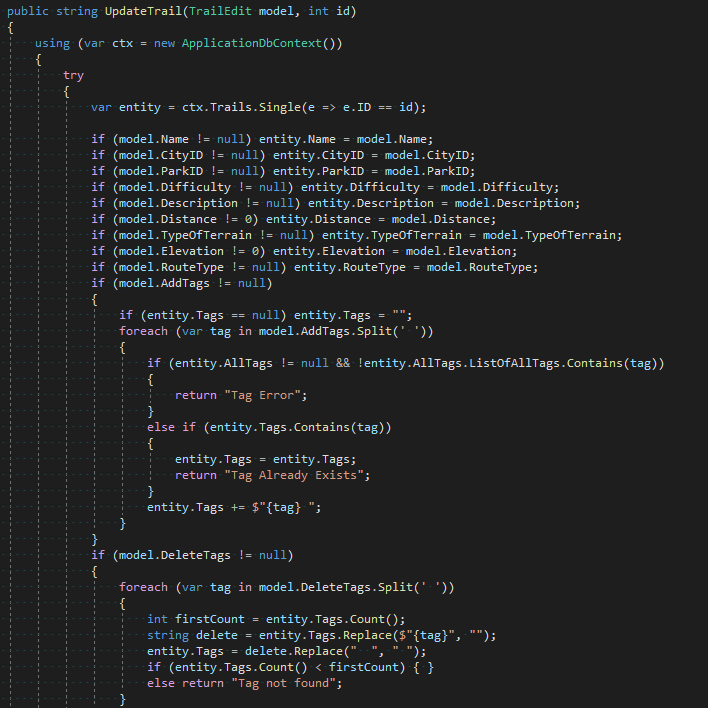 public string UpdateTrail(TrailEdit model, int id)
{
using (var ctx = new ApplicationDbContext())
{
try
{
var entity = ctx.Trails.Single(e => e.ID == id);
if (model.Name != null) entity.Name = model.Name;
if (model.CityID != null) entity.CityID = model.CityID;
if (model.ParkID != null) entity.ParkID = model.ParkID;
if (model.Difficulty != null) entity.Difficulty = model.Difficulty;
if (model.Description != null) entity.Description = model.Description;
if (model.Distance != 0) entity.Distance = model.Distance;
if (model.TypeOfTerrain != null) entity.TypeOfTerrain = model.TypeOfTerrain;
if (model.Elevation != 0) entity.Elevation = model.Elevation;
if (model.RouteType != null) entity.RouteType = model.RouteType;
if (model.AddTags != null)
{
if (entity.Tags == null) entity.Tags = "";
foreach (var tag in model.AddTags.Split(' '))
{
if (entity.AllTags != null && !entity.AllTags.ListOfAllTags.Contains(tag))
{
return "Tag Error";
}
else if (entity.Tags.Contains(tag))
{
entity.Tags = entity.Tags;
return "Tag Already Exists";
}
entity.Tags += $"{tag} ";
}
}
if (model.DeleteTags != null)
{
foreach (var tag in model.DeleteTags.Split(' '))
{
int firstCount = entity.Tags.Count();
string delete = entity.Tags.Replace($"{tag}", "");
entity.Tags = delete.Replace("  ", " ");
if (entity.Tags.Count() < firstCount) { }
else return "Tag not found";
}